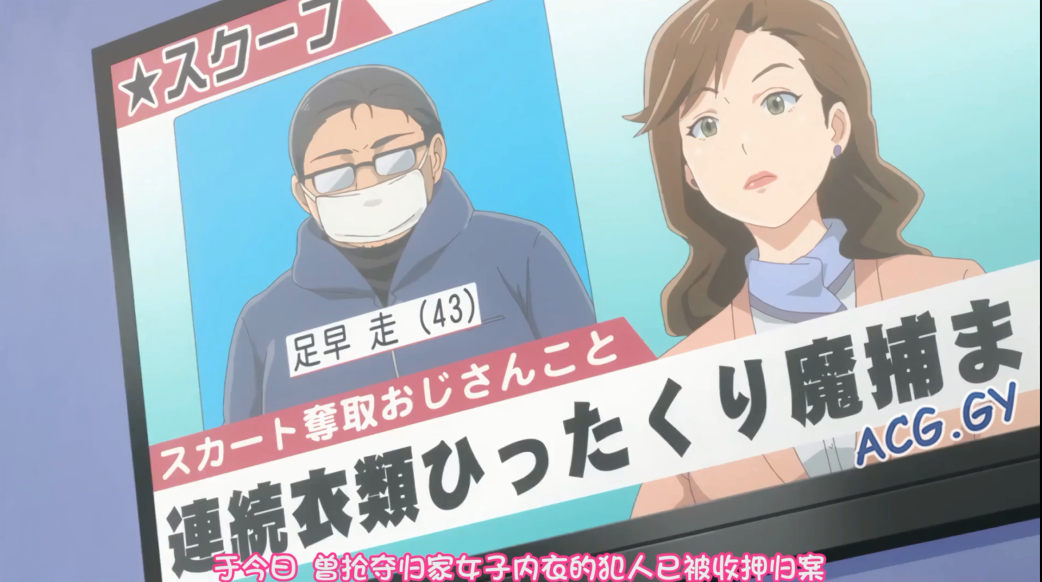 ★スクープ
足早 走 (43)
スカート奪取おじさんこと
連続衣類ひったくり魔捕ま
ACG.GY
于今日 曾抢夺归家女子内衣的犯人已被收押归案